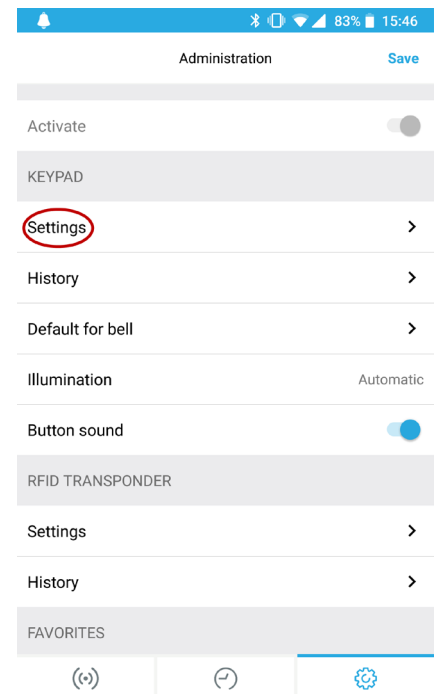 83% 15:46
Administration Save
Activate
KEYPAD
Settings
History
Default for bell
Illumination Automatic
Button sound
RFID TRANSPONDER
Settings
History
FAVORITES